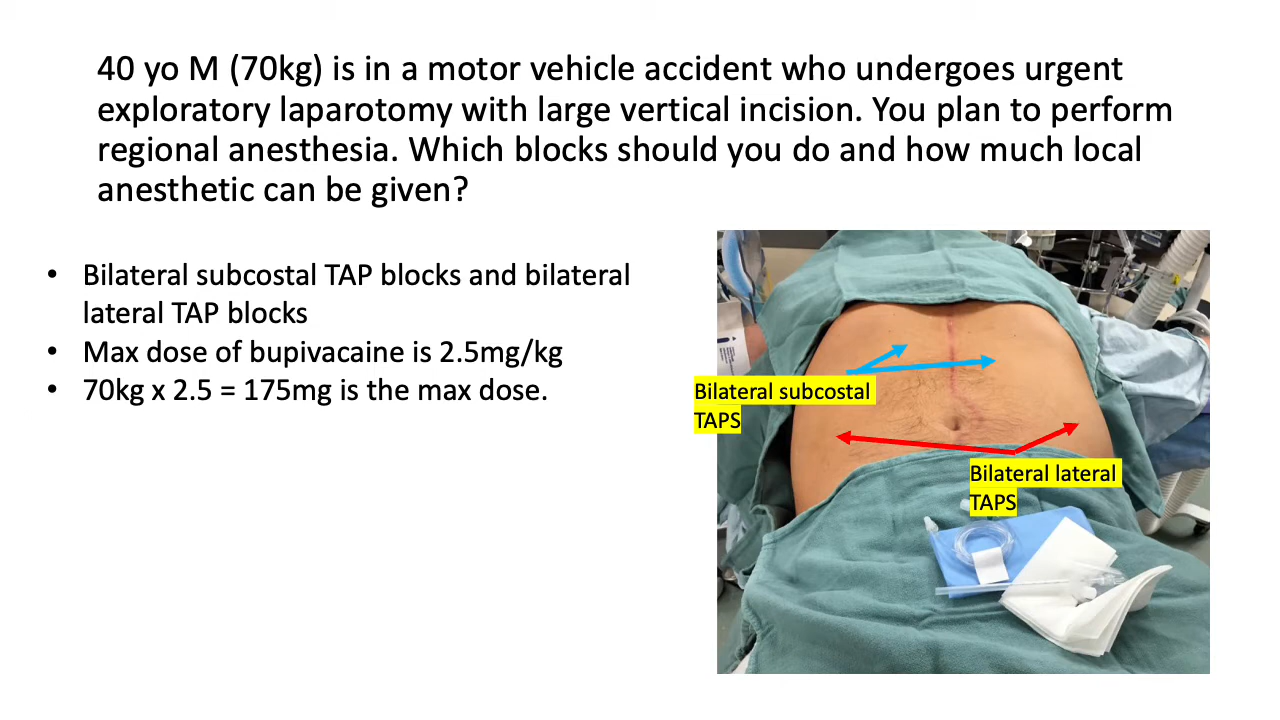 40 yo M (70kg) is in a motor vehicle accident who undergoes urgent
exploratory laparotomy with large vertical incision. You plan to perform
regional anesthesia. Which blocks should you do and how much local
anesthetic can be given?
• Bilateral subcostal TAP blocks and bilateral
lateral TAP blocks
• Max dose of bupivacaine is 2.5mg/kg
• 70kg x 2.5 = 175mg is the max dose.
Bilateral subcostal
TAPS
Bilateral lateral
TAPS